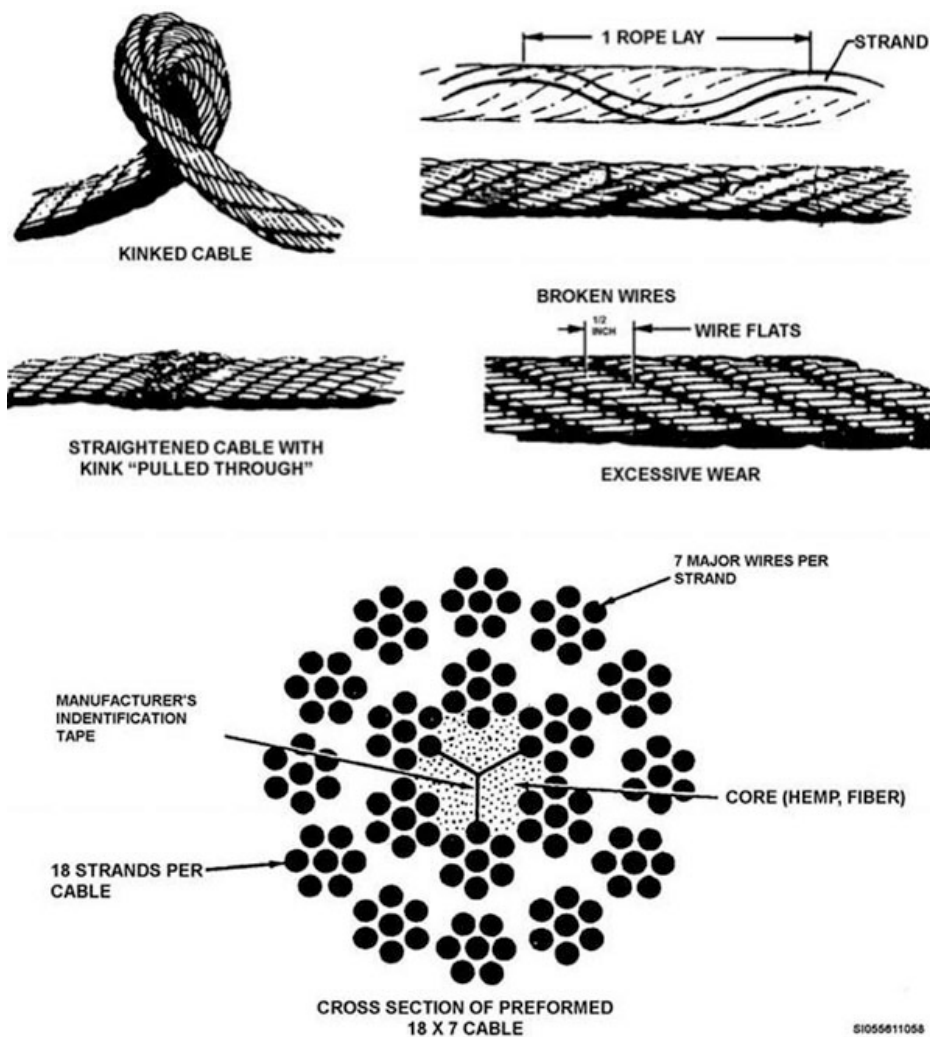 1 ROPE LAY
STRAND
KINKED CABLE
BROKEN WIRES
1/2
INCH
WIRE FLATS
STRAIGHTENED CABLE WITH
KINK “PULLED THROUGH”
EXCESSIVE WEAR
7 MAJOR WIRES PER
STRAND
MANUFACTURER'S
INDENTIFICATION
TAPE
CORE (HEMP, FIBER)
18 STRANDS PER
CABLE
CROSS SECTION OF PREFORMED
18 X 7 CABLE
SI055611058